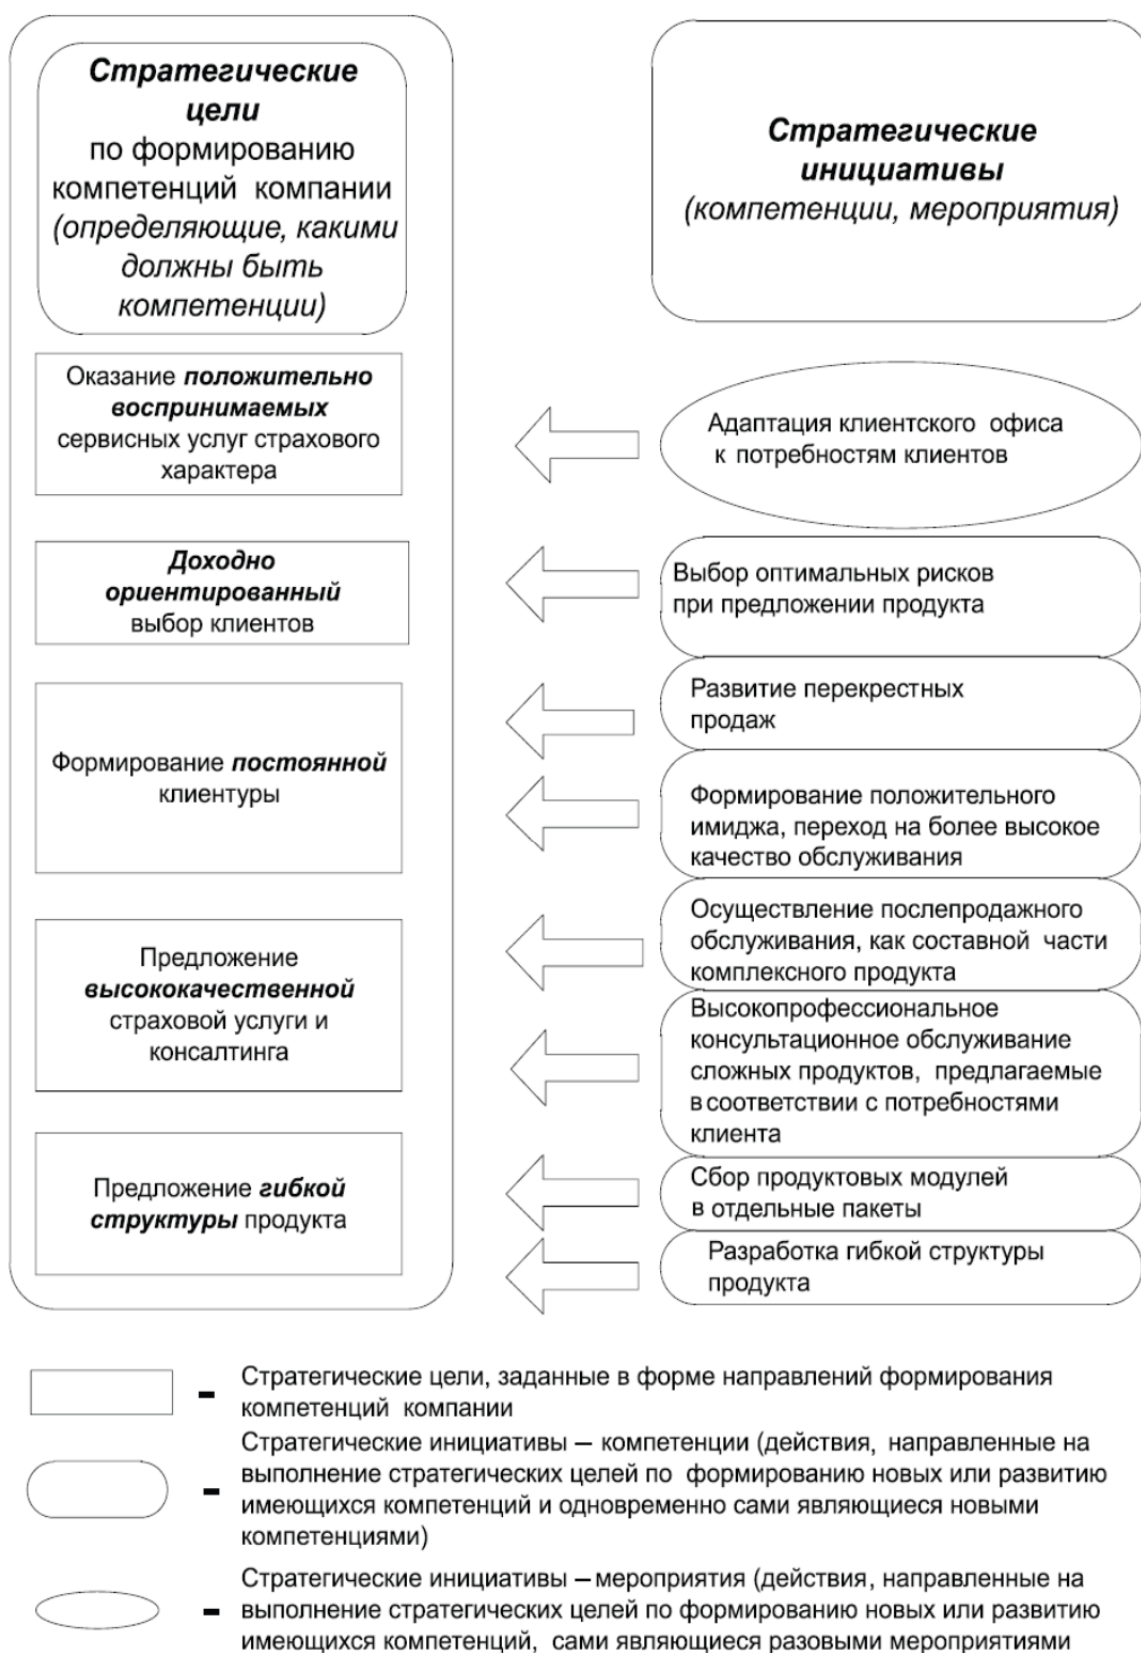 Стратегические
цели
по формированию
компетенций компании
(определяющие, какими
должны быть
компетенции)
Стратегические
инициативы
(компетенции, мероприятия)
Оказание положительно
воспринимаемых
сервисных услуг страхового
характера
Адаптация клиентского офиса
к потребностям клиентов
Доходно
ориентированный
выбор клиентов
Выбор оптимальных рисков
при предложении продукта
Формирование постоянной
клиентуры
Развитие перекрестных
продаж
Формирование положительного
имиджа, переход на более высокое
качество обслуживания
Предложение
высококачественной
страховой услуги и
консалтинга
Осуществление послепродажного
обслуживания, как составной части
комплексного продукта
Высокопрофессиональное
консультационное обслуживание
сложных продуктов, предлагаемые
в соответствии с потребностями
клиента
Предложение гибкой
структуры продукта
Сбор продуктовых модулей
в отдельные пакеты
Разработка гибкой структуры
продукта
- Стратегические цели, заданные в форме направлений формирования
компетенций компании
Стратегические инициативы – компетенции (действия, направленные на
- выполнение стратегических целей по формированию новых или развитию
имеющихся компетенций и одновременно сами являющиеся новыми
компетенциями)
Стратегические инициативы – мероприятия (действия, направленные на
- выполнение стратегических целей по формированию новых или развитию
имеющихся компетенций, сами являющиеся разовыми мероприятиями